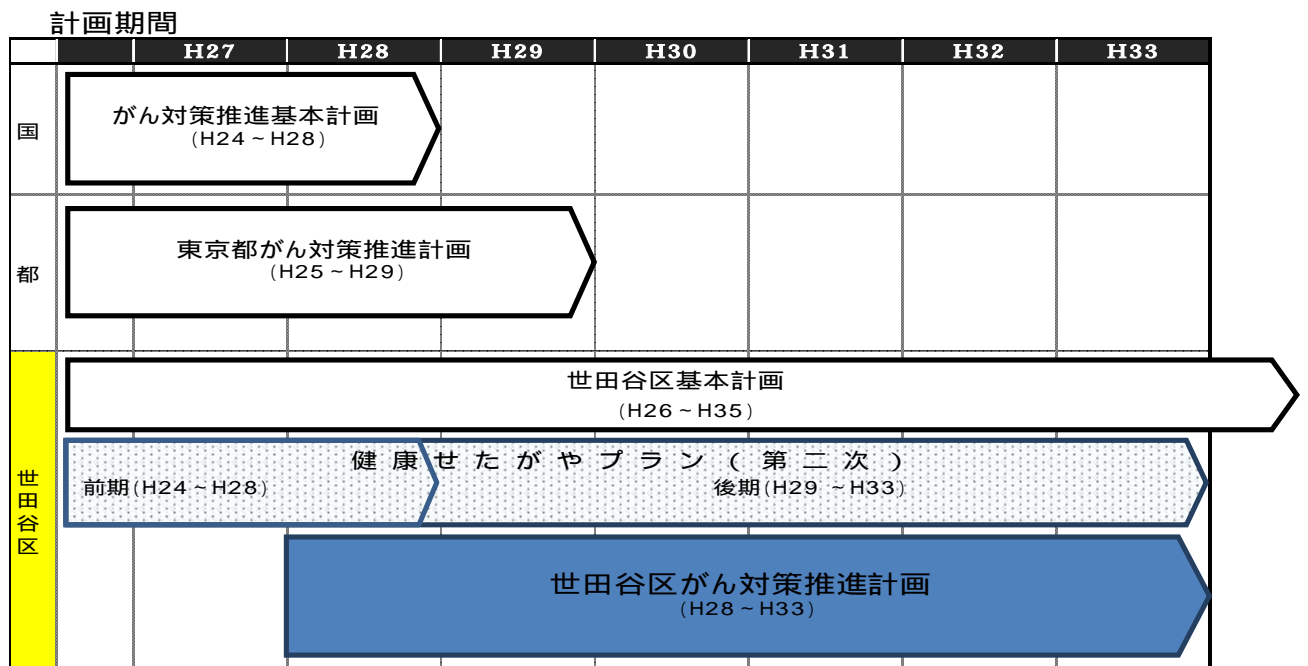 計画期間
H27 H28 H29 H30 H31 H32 H33
国
がん対策推進基本計画
(H24~H28)
都
東京都がん対策推進計画
(H25~H29)
世田谷区
世田谷区基本計画
(H26~H35)
健康せたがやプラン(第二次)
前期(H24~H28) 後期(H29 ~H33)
世田谷区がん対策推進計画
(H28~H33)